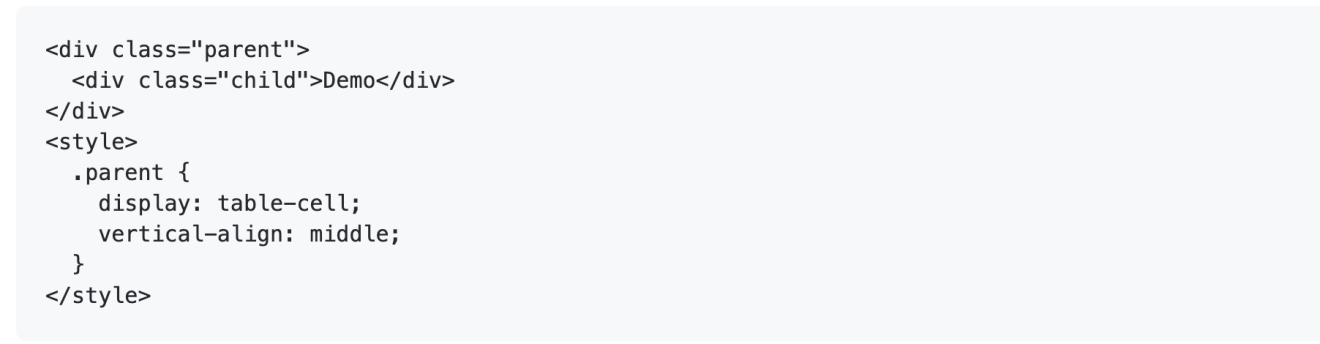 <div class="parent">
  <div class="child">Demo</div>
</div>
<style>
  .parent {
    display: table-cell;
    vertical-align: middle;
  }
</style>